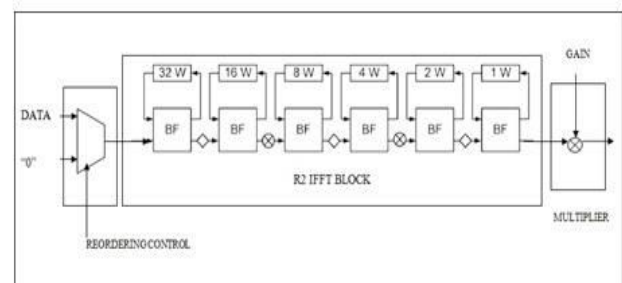 32 W 16 W 8 W 4 W 2 W 1 W
GAIN
DATA
BF BF BF BF BF BF
"0"
R2 IFFT BLOCK
MULTIPLIER
REORDERING CONTROL